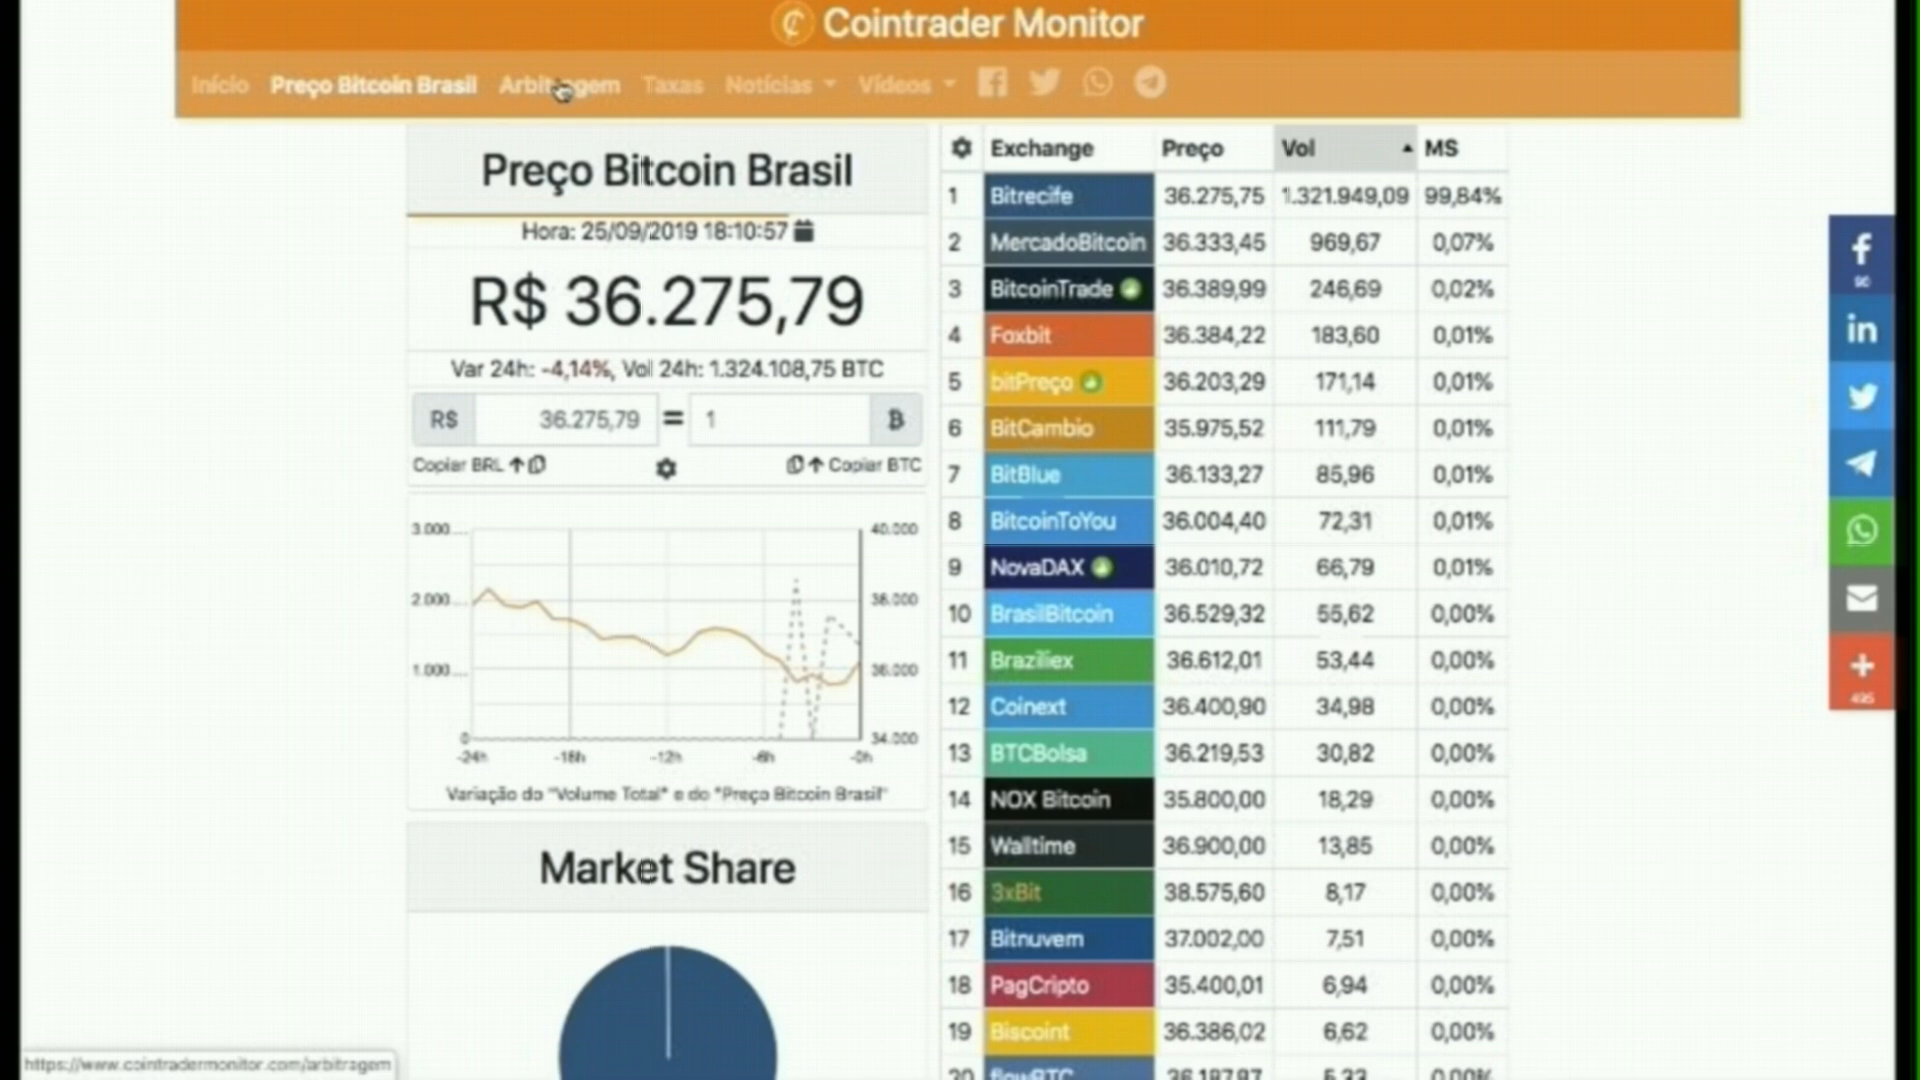 Cointrader Monitor
Início Preço Bitcoin Brasil Arbitragem Taxas Notícias Vídeos
Preço Bitcoin Brasil
Hora: 25/09/2019 18:10:57
R$ 36.275,79
Var 24h: -4,14%, Vol 24h: 1.324.108,75 BTC
R$ 36.275,79 = 1
Copiar BRL Copiar BTC
3.000... 40.000
2.000... 38.000
1.000... 36.000
0 34.000
-24h -18h -12h -6h -0h
Variação do "Volume Total" e do "Preço Bitcoin Brasil"
Market Share
Exchange Preço Vol MS
1 Bitrecife 36.275,75 1.321.949,09 99,84%
2 MercadoBitcoin 36.333,45 969,67 0,07%
3 BitcoinTrade 36.389,99 246,69 0,02%
4 Foxbit 36.384,22 183,60 0,01%
5 bitPreço 36.203,29 171,14 0,01%
6 BitCambio 35.975,52 111,79 0,01%
7 BitBlue 36.133,27 85,96 0,01%
8 BitcoinToYou 36.004,40 72,31 0,01%
9 NovaDAX 36.010,72 66,79 0,01%
10 BrasilBitcoin 36.529,32 55,62 0,00%
11 Braziliex 36.612,01 53,44 0,00%
12 Coinext 36.400,90 34,98 0,00%
13 BTCBolsa 36.219,53 30,82 0,00%
14 NOX Bitcoin 35.800,00 18,29 0,00%
15 Walltime 36.900,00 13,85 0,00%
16 3xBit 38.575,60 8,17 0,00%
17 Bitnuvem 37.002,00 7,51 0,00%
18 PagCripto 35.400,01 6,94 0,00%
19 Biscoint 36.386,02 6,62 0,00%
20 flowBTC 36.187,87 5,33 0,00%
495
https://www.cointradermonitor.com/arbitragem